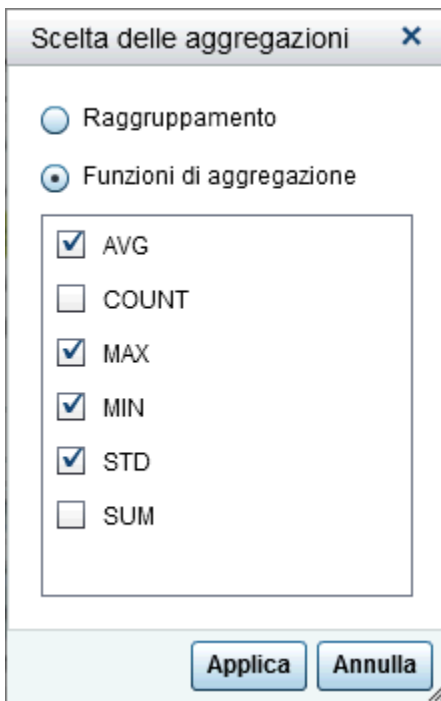 Scelta delle aggregazioni
Raggruppamento
Funzioni di aggregazione
AVG
COUNT
MAX
MIN
STD
SUM
Applica Annulla